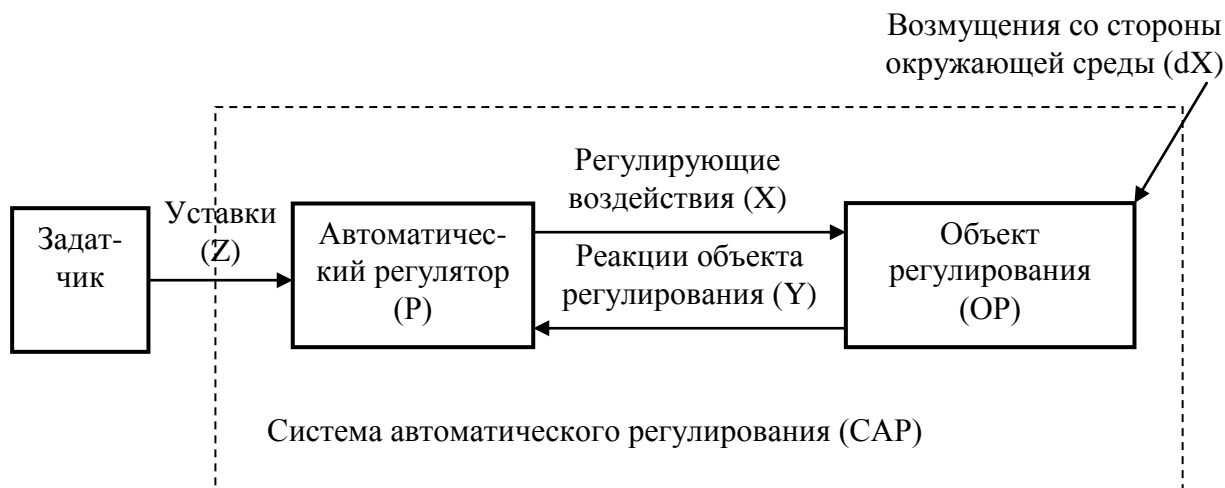 Возмущения со стороны
окружающей среды (dX)
Регулирующие
воздействия (X)
Уставки
(Z)
Задат-
чик
Автоматичес-
кий регулятор
(Р)
Объект
регулирования
(ОР)
Реакции объекта
регулирования (Y)
Система автоматического регулирования (САР)